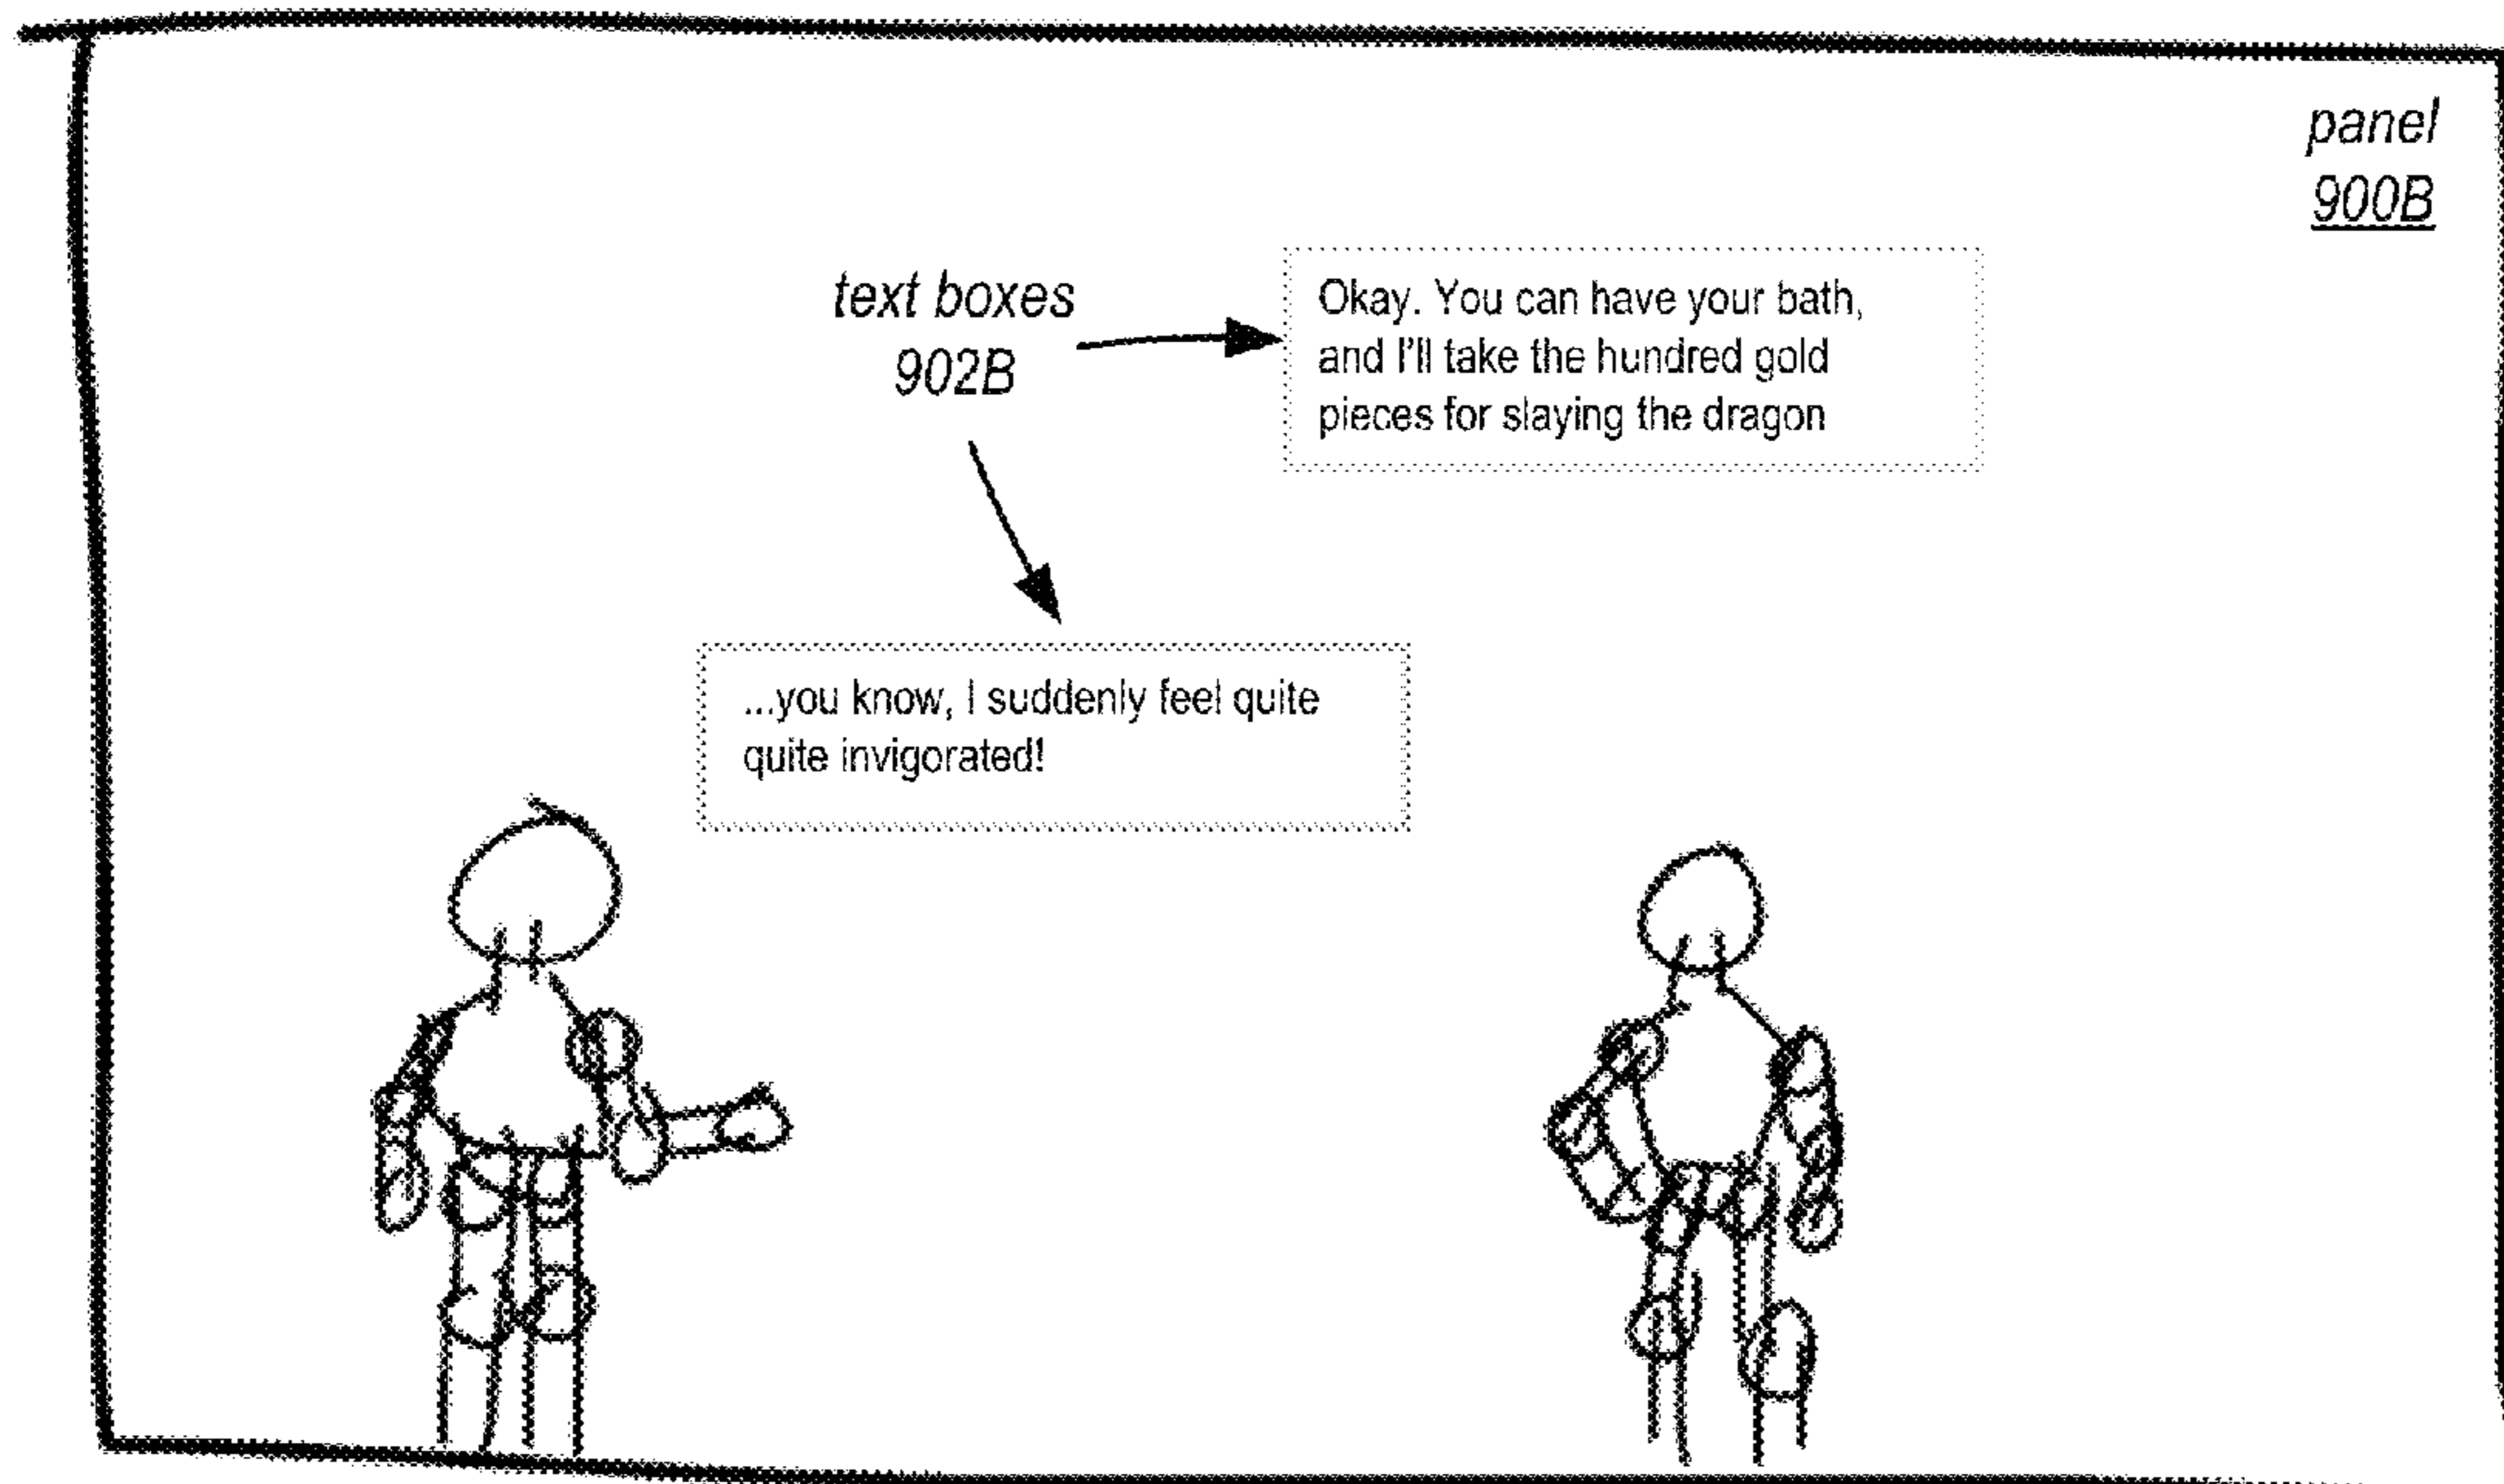 panel
900B
text boxes
902B
Okay. You can have your bath,
and I'll take the hundred gold
pieces for slaying the dragon
...you know, I suddenly feel quite
quite invigorated!